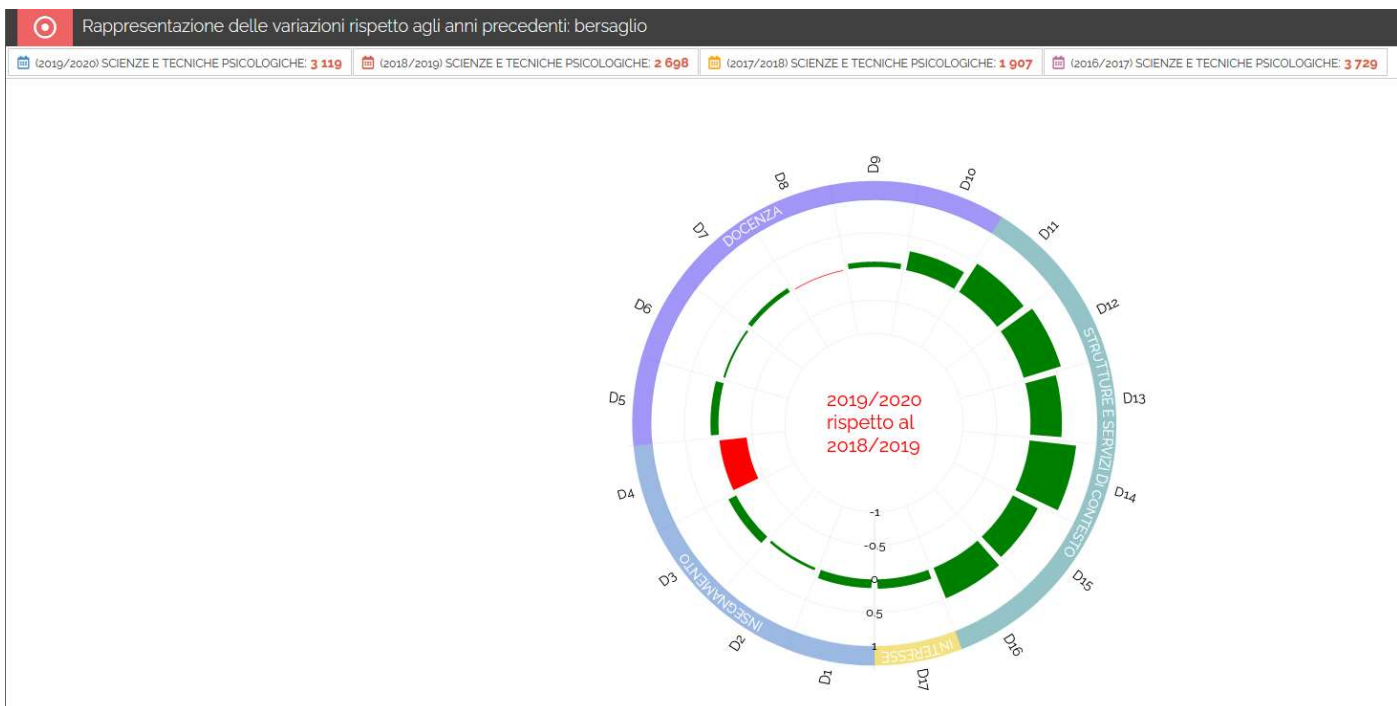 Rappresentazione delle variazioni rispetto agli anni precedenti: bersaglio
(2019/2020) SCIENZE E TECNICHE PSICOLOGICHE: 3 119
(2018/2019) SCIENZE E TECNICHE PSICOLOGICHE: 2 698
(2017/2018) SCIENZE E TECNICHE PSICOLOGICHE: 1 907
(2016/2017) SCIENZE E TECNICHE PSICOLOGICHE: 3 729
D9
D10
D11
D12
D13
D14
D15
D16
D17
D1
D2
D3
D4
D5
D6
D7
D8
DOCENZA
STRUTTURE E SERVIZI DI CONTESTO
INTERESSE
INSEGNAMENTO
2019/2020
rispetto al
2018/2019
-1
-0.5
0
0.5
1